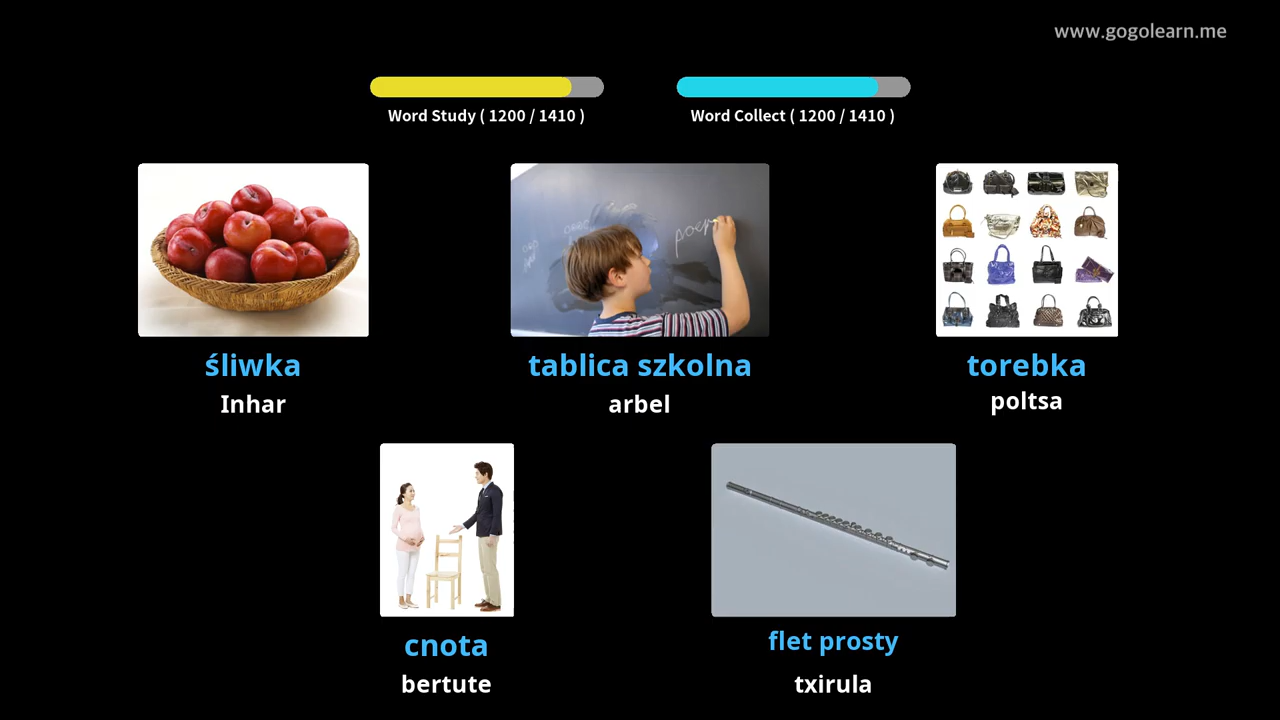 www.gogolearn.me
Word Study ( 1200 / 1410 )
Word Collect ( 1200 / 1410 )
śliwka
Inhar
tablica szkolna
arbel
torebka
poltsa
cnota
bertute
flet prosty
txirula